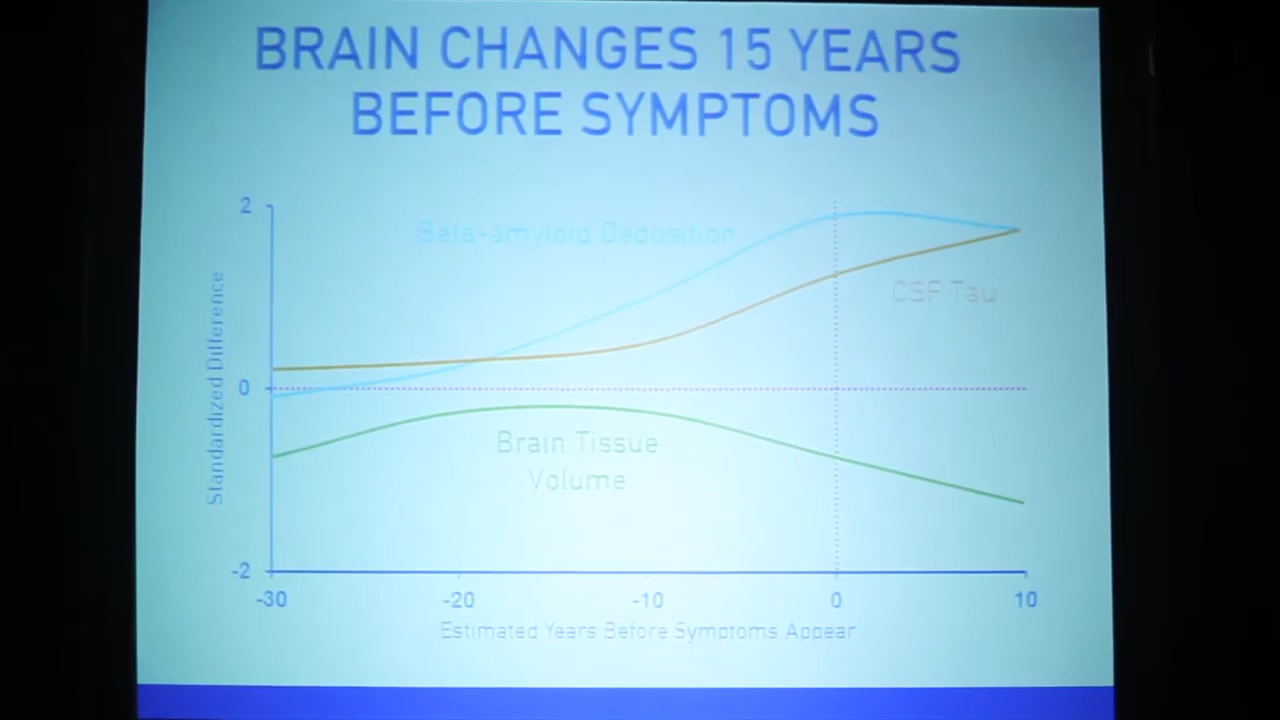 BRAIN CHANGES 15 YEARS
BEFORE SYMPTOMS
2
Beta-amyloid Deposition
CSF Tau
Standardized Difference
0
Brain Tissue
Volume
-2
-30
-20
-10
0
10
Estimated Years Before Symptoms Appear